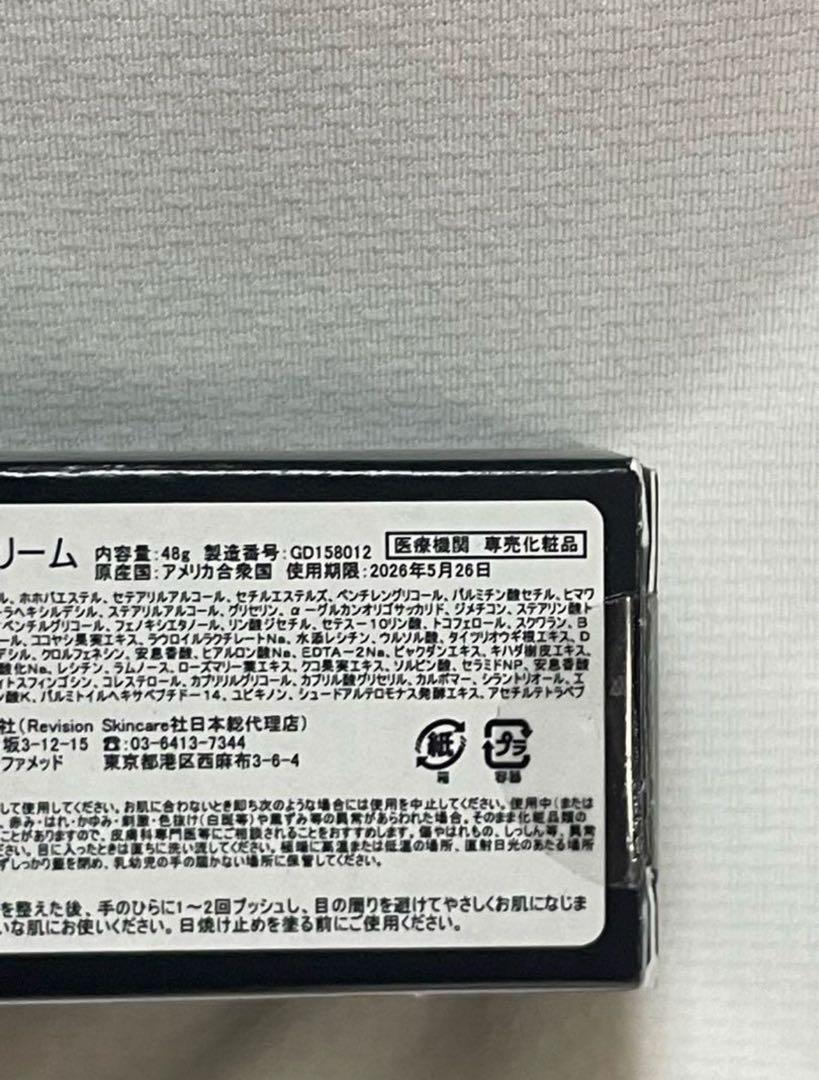 リーム 内容量:48g 製造番号:GD158012 医療機関 専売化粧品
原産国:アメリカ合衆国 使用期限:2026年5月26日
ル、ホホバエステル、セテアリルアルコール、セチルエステルズ、ペンチレングリコール、パルミチン酸セチル、ヒマワ
ラヘキシルデシル、ステアリルアルコール、グリセリン、α-グルカンオリゴサッカリド、ジメチコン、ステアリン酸ト
ペンチルグリコール、フェノキシエタノール、リン酸ジセチル、セテス-10リン酸、トコフェロール、スクワラン、B
ール、ココヤシ果実エキス、ラウロイルラクチレートNa、水添レシチン、ウルソル酸、タイツリオウギ根エキス、D
デシル、クロルフェネシン、安息香酸、ヒアルロン酸Na、EDTA-2Na、ビャクダンエキス、キハダ樹皮エキス、
酸化Na、レシチン、ラムノース、ローズマリー葉エキス、クコ果実エキス、ソルビン酸、セラミドNP、安息香酸
ィトスフィンゴシン、コレステロール、カプリリルグリコール、カプリル酸グリセリル、カルボマー、シラントリオール、エ
ン酸K、パルミトイルヘキサペプチド-14、ユビキノン、シュードアルテロモナス発酵エキス、アセチルテトラペプ
社(Revision Skincare社日本総代理店)
坂3-12-15 ☎:03-6413-7344
ファメッド 東京都港区西麻布3-6-4
紙 プラ
箱 容器
して使用してください。お肌に合わないとき即ち次のような場合には使用を中止してください。使用中(または
、赤み・はれ・かゆみ・刺激・色抜け(白斑等)や黒ずみ等の異常があらわれた場合、そのまま化粧品類の
ことがありますので、皮膚科専門医等にご相談されることをおすすめします。傷やはれもの、しっしん等、異常
ださい。目に入ったときは直ちに洗い流してください。極端に高温または低温の場所、直射日光のあたる場所
ずしっかり蓋を閉め、乳幼児の手の届かない場所に保管してください。
を整えた後、手のひらに1～2回プッシュし、目の周りを避けてやさしくお肌になじま
いな肌にお使いください。日焼け止めを塗る前にご使用ください。